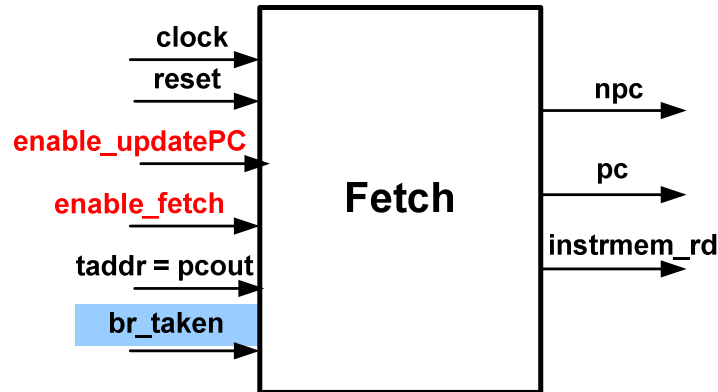 clock
reset
enable_updatePC
enable_fetch
taddr = pcout
br_taken
Fetch
npc
pc
instrmem_rd